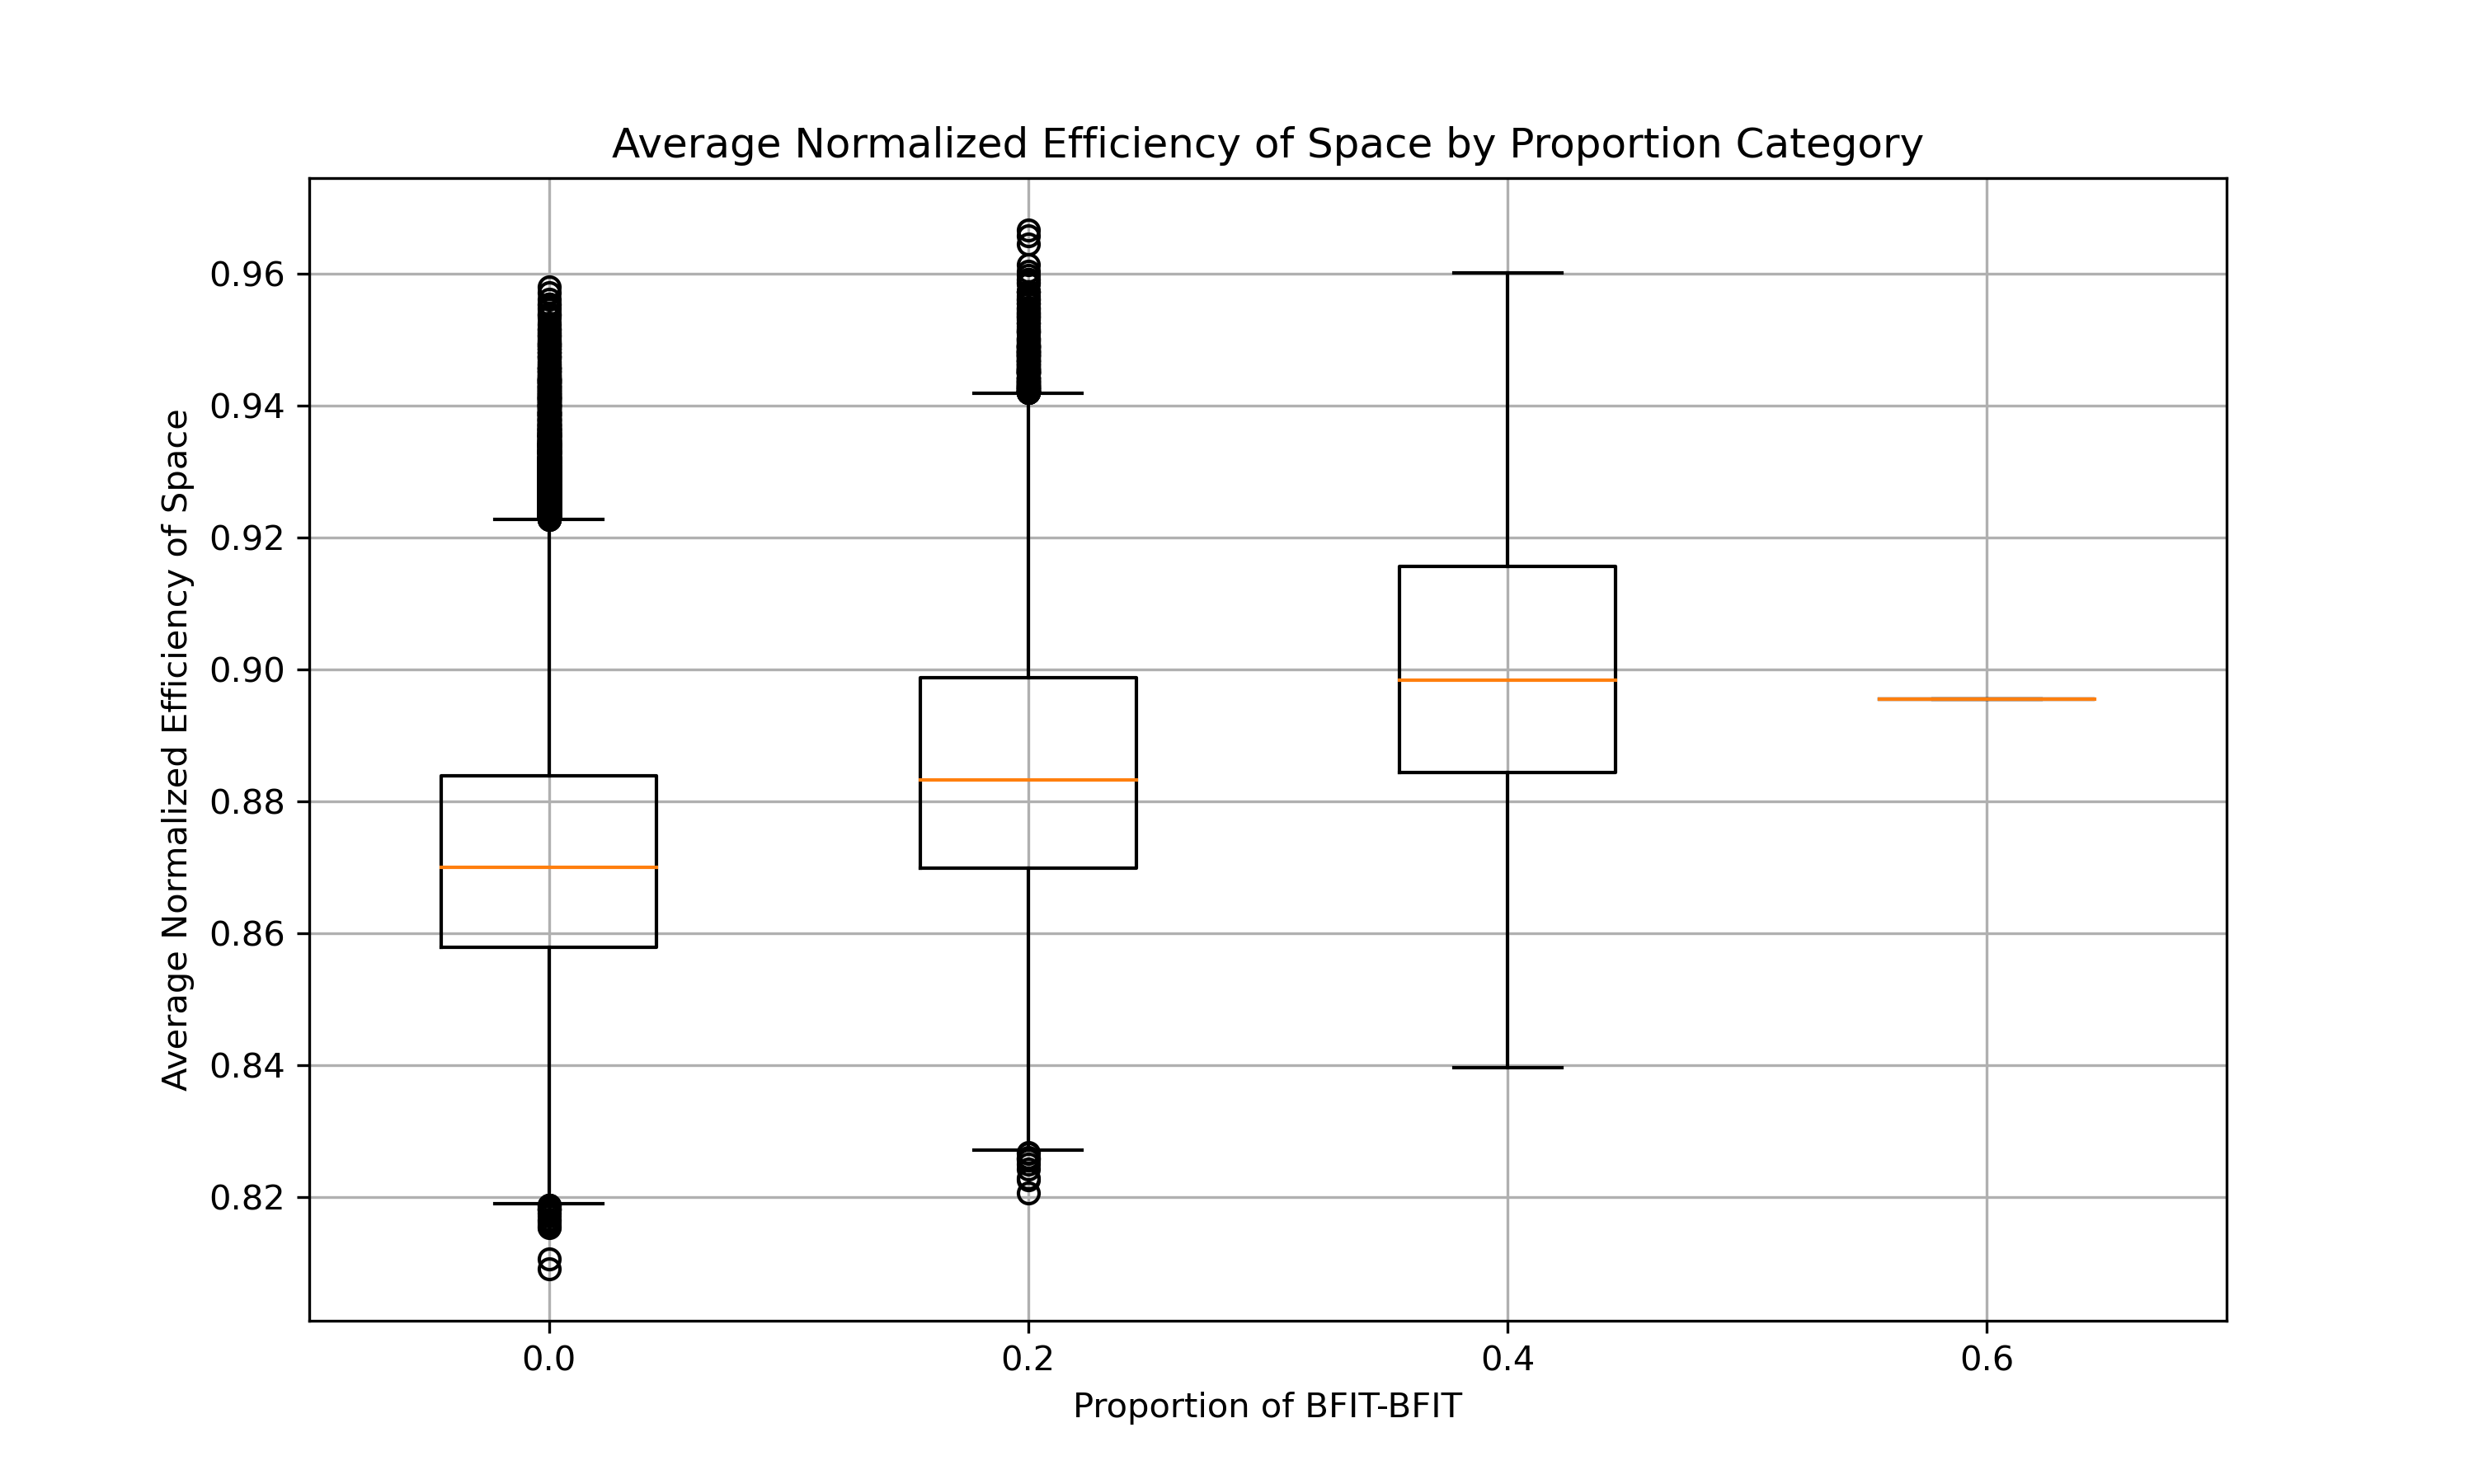 Average Normalized Efficiency of Space by Proportion Category
Average Normalized Efficiency of Space
0.96
0.94
0.92
0.90
0.88
0.86
0.84
0.82
0.0 0.2 0.4 0.6
Proportion of BFIT-BFIT